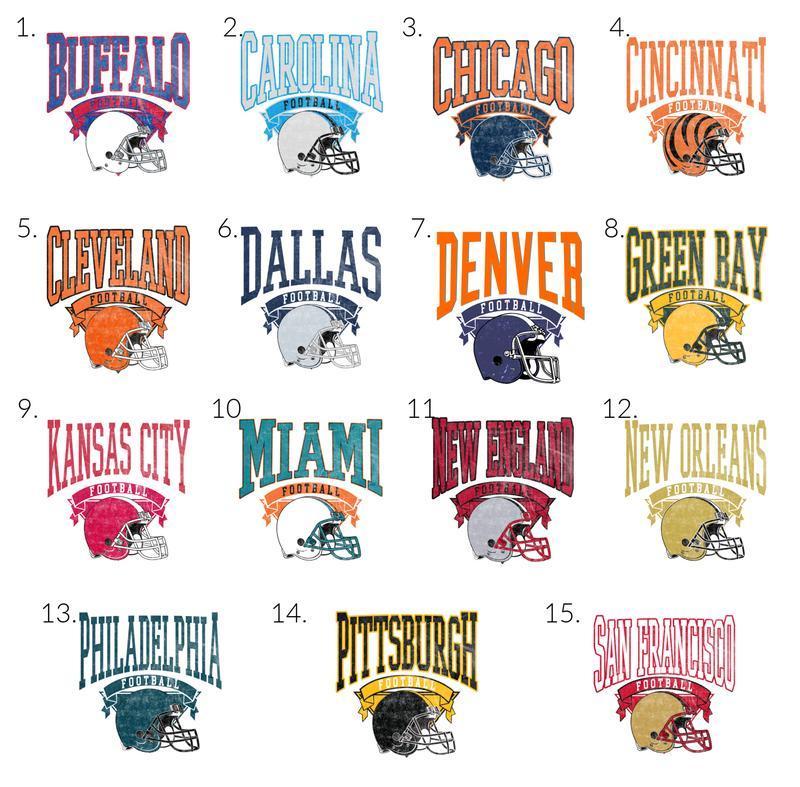 1.
BUFFALO
FOOTBALL
2.
CAROLINA
FOOTBALL
3.
CHICAGO
FOOTBALL
4.
CINCINNATI
FOOTBALL
5.
CLEVELAND
FOOTBALL
6.
DALLAS
FOOTBALL
7.
DENVER
FOOTBALL
8.
GREEN BAY
FOOTBALL
9.
KANSAS CITY
FOOTBALL
10
MIAMI
FOOTBALL
11
NEW ENGLAND
FOOTBALL
12.
NEW ORLEANS
FOOTBALL
13.
PHILADELPHIA
FOOTBALL
14.
PITTSBURGH
FOOTBALL
15.
SAN FRANCISCO
FOOTBALL